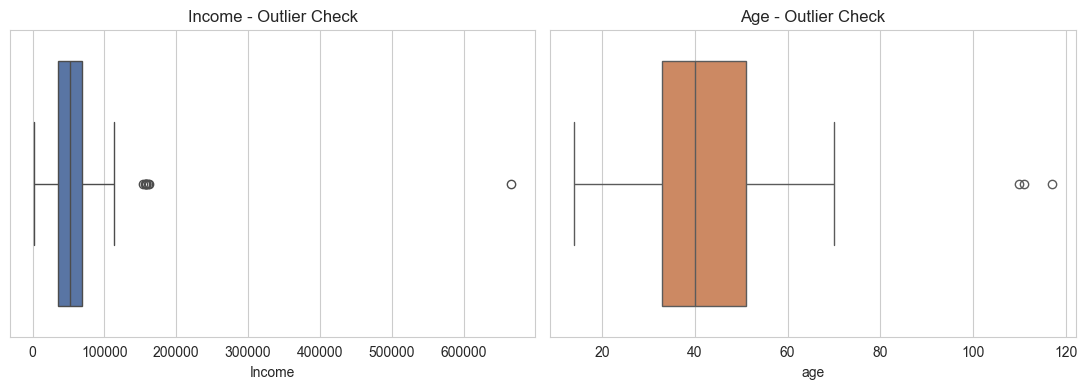 Income - Outlier Check
0 100000 200000 300000 400000 500000 600000
Income
Age - Outlier Check
20 40 60 80 100 120
age